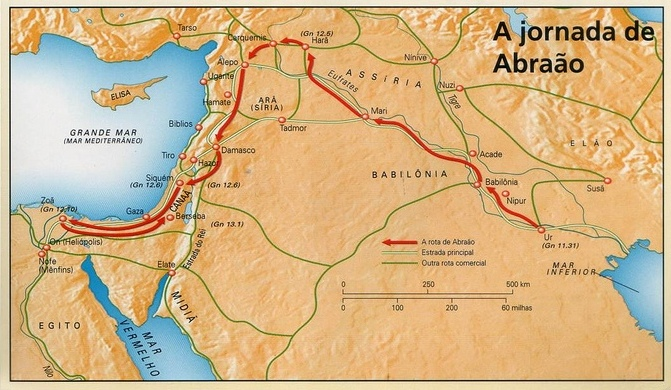 A jornada de
Abraão
Tarso
Carquemis
(Gn 12.5)
Harã
Alepo
Nínive
Ugarite
ASSÍRIA
Eufrates
Nuzi
Tigre
ELISA
Hamate
ARÃ
(SÍRIA)
Mari
GRANDE MAR
(MAR MEDITERRÂNEO)
Biblos
Tadmor
ELÃO
Tiro
Hazor
Damasco
Acade
Siquém
(Gn 12.6)
(Gn 12.6)
BABILÔNIA
Babilônia
Susã
CANAÃ
Nipur
Zoã
(Gn 12.10)
Gaza
Berseba
(Gn 13.1)
Ur
(Gn 11.31)
On (Heliópolis)
Estrada do Rei
A rota de Abraão
Estrada principal
Outra rota comercial
Nofe
(Mênfins)
Elate
MAR
INFERIOR
0 250 500 km
0 100 200 60 milhas
MIDIÃ
EGITO
MAR
VERMELHO
Nilo